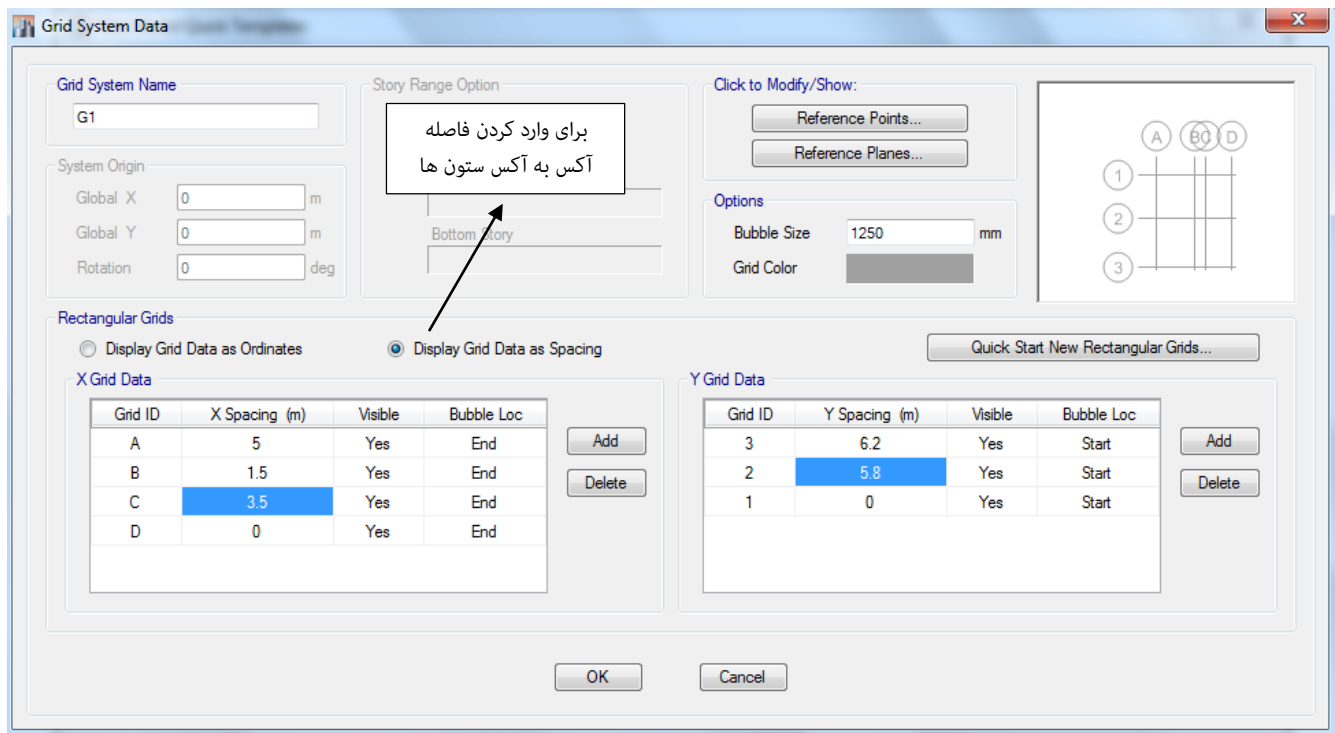 Grid System Data
Grid System Name
G1
Story Range Option
برای وارد کردن فاصله
آکس به آکس ستون ها
Bottom Story
Click to Modify/Show:
Reference Points...
Reference Planes...
System Origin
Global X 0 m
Global Y 0 m
Rotation 0 deg
Options
Bubble Size 1250 mm
Grid Color
A B C D
1
2
3
Rectangular Grids
Display Grid Data as Ordinates Display Grid Data as Spacing Quick Start New Rectangular Grids...
X Grid Data
Grid ID X Spacing (m) Visible Bubble Loc
A 5 Yes End
B 1.5 Yes End
C 3.5 Yes End
D 0 Yes End
Add
Delete
Y Grid Data
Grid ID Y Spacing (m) Visible Bubble Loc
3 6.2 Yes Start
2 5.8 Yes Start
1 0 Yes Start
Add
Delete
OK Cancel